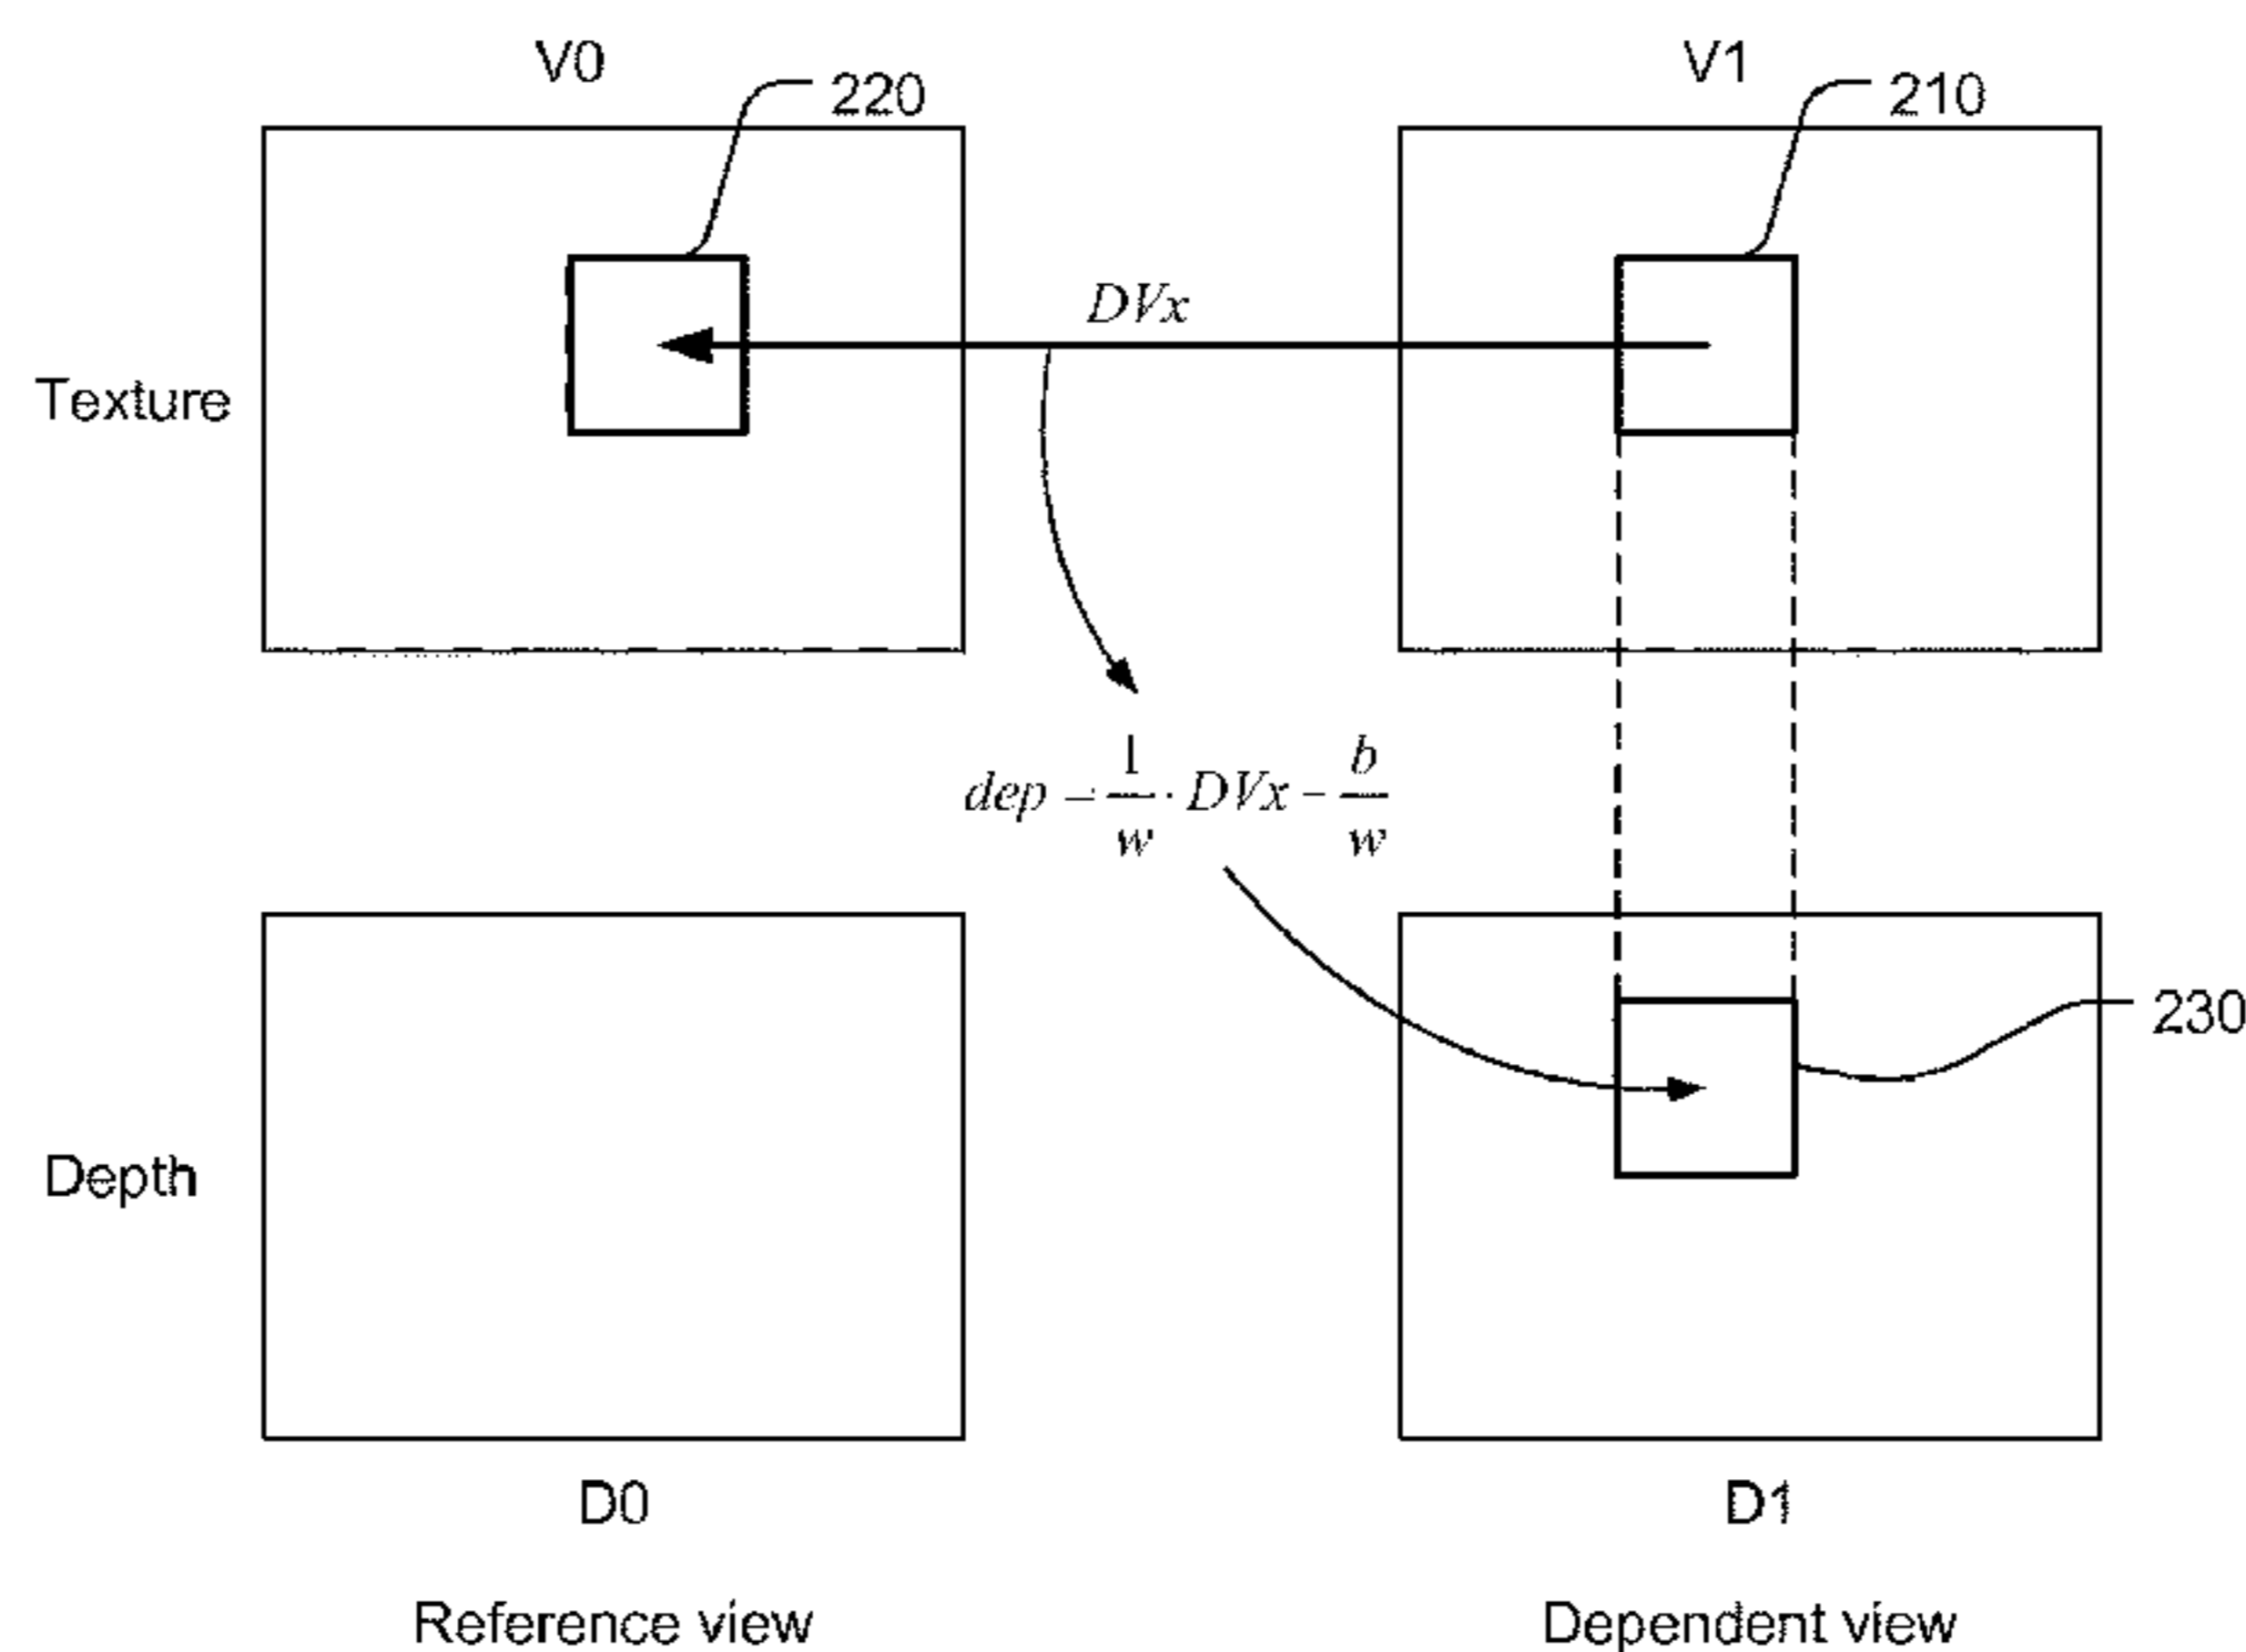 V0
V1
220
210
DVx
Texture
dep = 1/w · DVx - b/w
230
Depth
D0
D1
Reference view
Dependent view